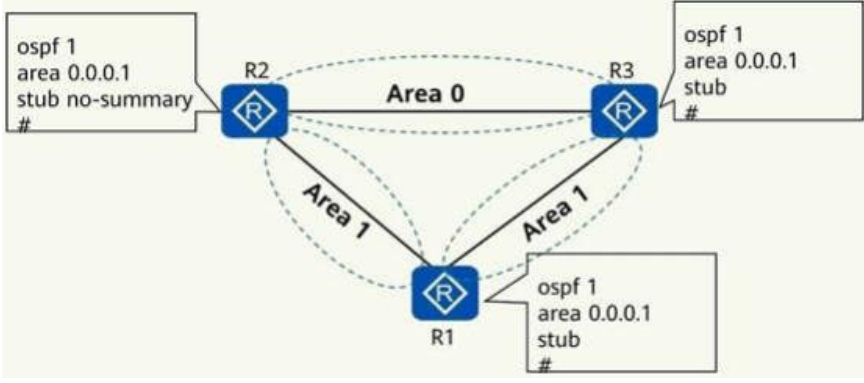 ospf 1
area 0.0.0.1
stub no-summary
#
R2
R
Area 0
R3
R
ospf 1
area 0.0.0.1
stub
#
Area 1
Area 1
R
R1
ospf 1
area 0.0.0.1
stub
#